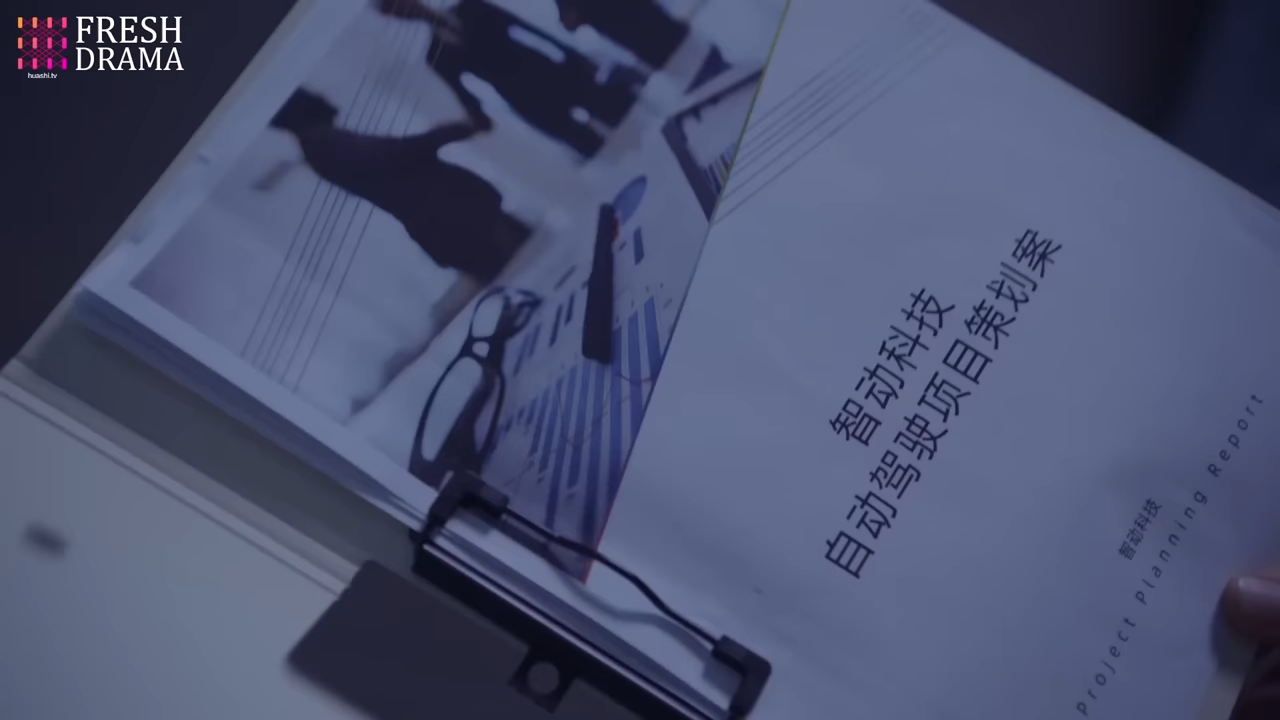 FRESH
DRAMA
huashi.tv
智动科技
自动驾驶项目策划案
智动科技
Project Planning Report